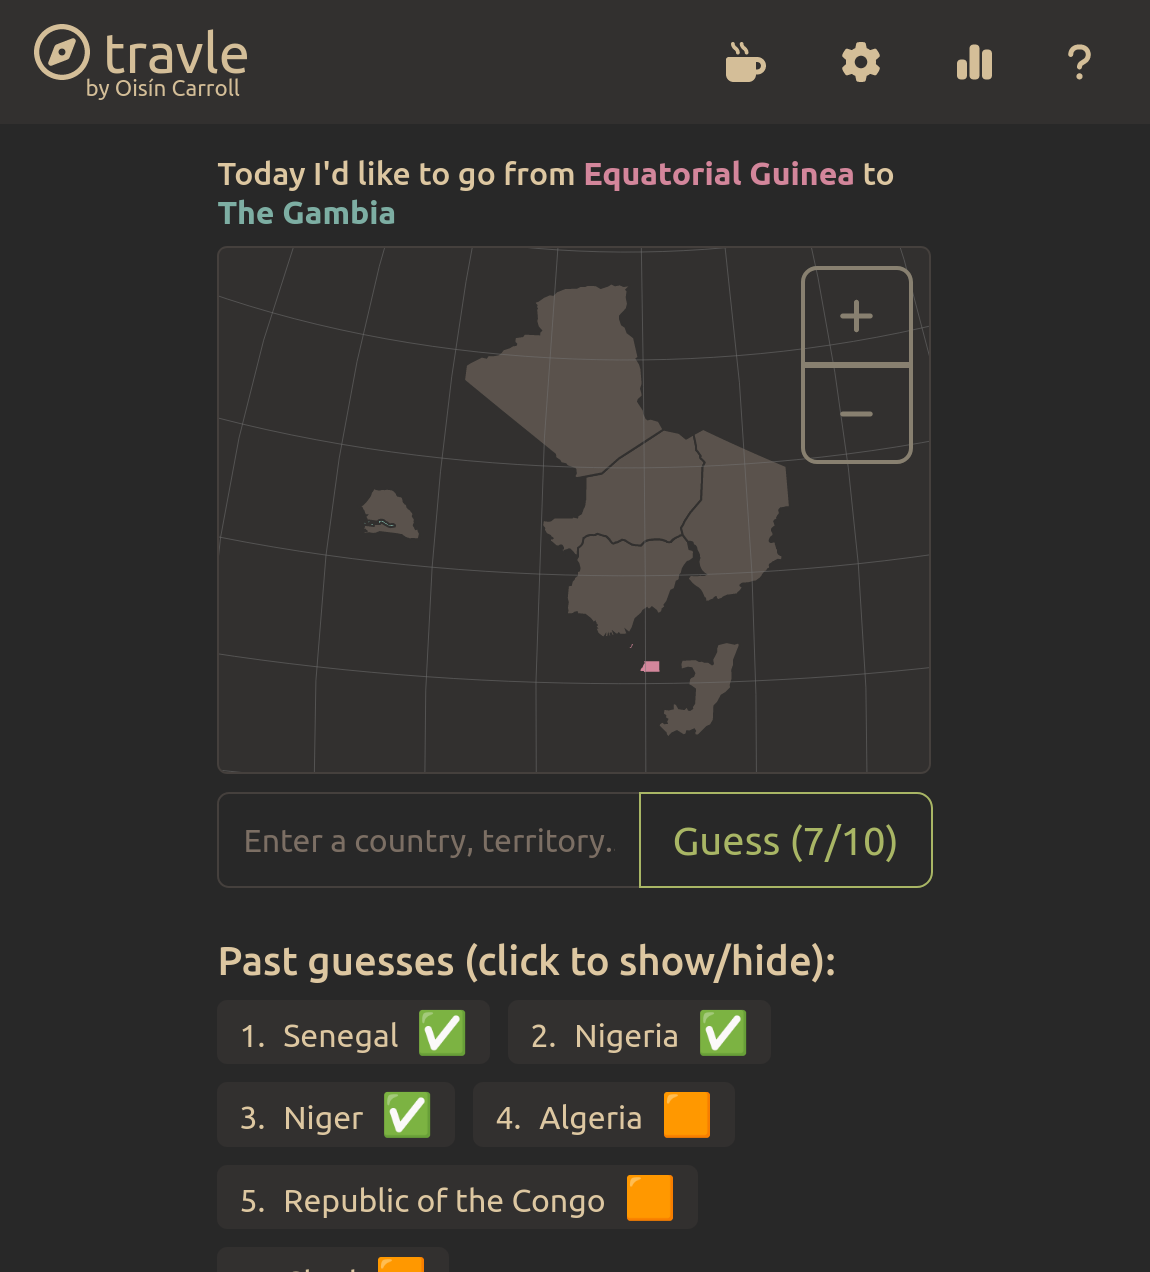 travle
by Oisín Carroll
Today I'd like to go from Equatorial Guinea to
The Gambia
+
−
Enter a country, territory.
Guess (7/10)
Past guesses (click to show/hide):
1. Senegal ✅ 2. Nigeria ✅
3. Niger ✅ 4. Algeria 🟧
5. Republic of the Congo 🟧